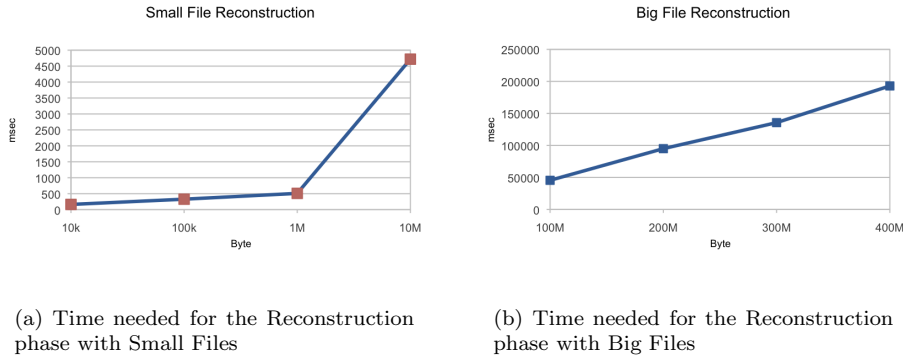 Small File Reconstruction
5000
4500
4000
3500
3000
2500
2000
1500
1000
500
0
msec
10k 100k 1M 10M
Byte
(a) Time needed for the Reconstruction
phase with Small Files
Big File Reconstruction
250000
200000
150000
100000
50000
0
msec
100M 200M 300M 400M
Byte
(b) Time needed for the Reconstruction
phase with Big Files